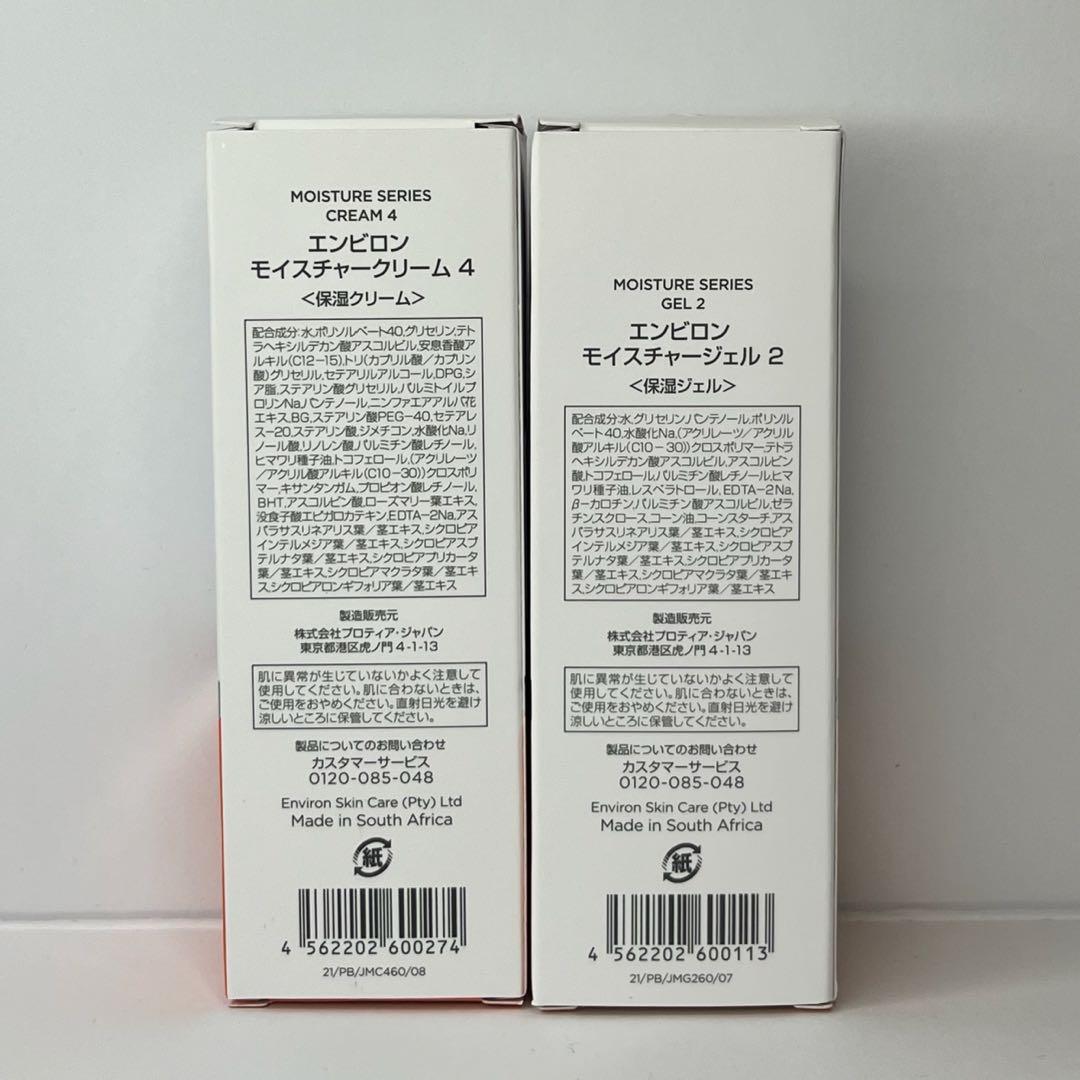 MOISTURE SERIES
CREAM 4
エンビロン
モイスチャークリーム 4
＜保湿クリーム＞
配合成分:水,ポリソルベート40,グリセリン,テト
ラヘキシルデカン酸アスコルビル,安息香酸ア
ルキル(C12-15),トリ(カプリル酸／カプリン
酸)グリセリル,セテアリルアルコール,DPG,シ
ア脂,ステアリン酸グリセリル,パルミトイルプ
ロリンNa,パンテノール,ニンファエアアルバ花
エキス,BG,ステアリン酸PEG-40,セテアレ
ス-20,ステアリン酸,ジメチコン,水酸化Na,リ
ノール酸,リノレン酸,パルミチン酸レチノール,
ヒマワリ種子油,トコフェロール,(アクリレーツ
／アクリル酸アルキル(C10-30))クロスポリ
マー,キサンタンガム,プロピオン酸レチノール,
BHT,アスコルビン酸,ローズマリー葉エキス,
没食子酸エピガロカテキン,EDTA-2Na,アス
パラサスリネアリス葉／茎エキス,シクロピア
インテルメジア葉／茎エキス,シクロピアスブ
テルナタ葉／茎エキス,シクロピアプリカータ
葉／茎エキス,シクロピアマクラタ葉／茎エキ
ス,シクロピアロンギフォリア葉／茎エキス
製造販売元
株式会社プロティア・ジャパン
東京都港区虎ノ門 4-1-13
肌に異常が生じていないかよく注意して
使用してください。肌に合わないときは、
ご使用をおやめください。直射日光を避け
涼しいところに保管してください。
製品についてのお問い合わせ
カスタマーサービス
0120-085-048
Environ Skin Care (Pty) Ltd
Made in South Africa
紙
4 562202 600274
21/PB/JMC460/08
MOISTURE SERIES
GEL 2
エンビロン
モイスチャージェル 2
＜保湿ジェル＞
配合成分:水,グリセリン,パンテノール,ポリソル
ベート40,水酸化Na,(アクリレーツ／アクリル
酸アルキル(C10-30))クロスポリマー,テトラ
ヘキシルデカン酸アスコルビル,アスコルビン
酸,トコフェロール,パルミチン酸レチノール,ヒマ
ワリ種子油,レスベラトロール,EDTA-2Na,
β-カロチン,パルミチン酸アスコルビル,ゼラ
チン,スクロース,コーン油,コーンスターチ,アス
パラサスリネアリス葉／茎エキス,シクロピア
インテルメジア葉／茎エキス,シクロピアスブ
テルナタ葉／茎エキス,シクロピアプリカータ
葉／茎エキス,シクロピアマクラタ葉／茎エキ
ス,シクロピアロンギフォリア葉／茎エキス
製造販売元
株式会社プロティア・ジャパン
東京都港区虎ノ門 4-1-13
肌に異常が生じていないかよく注意して
使用してください。肌に合わないときは、
ご使用をおやめください。直射日光を避け
涼しいところに保管してください。
製品についてのお問い合わせ
カスタマーサービス
0120-085-048
Environ Skin Care (Pty) Ltd
Made in South Africa
紙
4 562202 600113
21/PB/JMG260/07